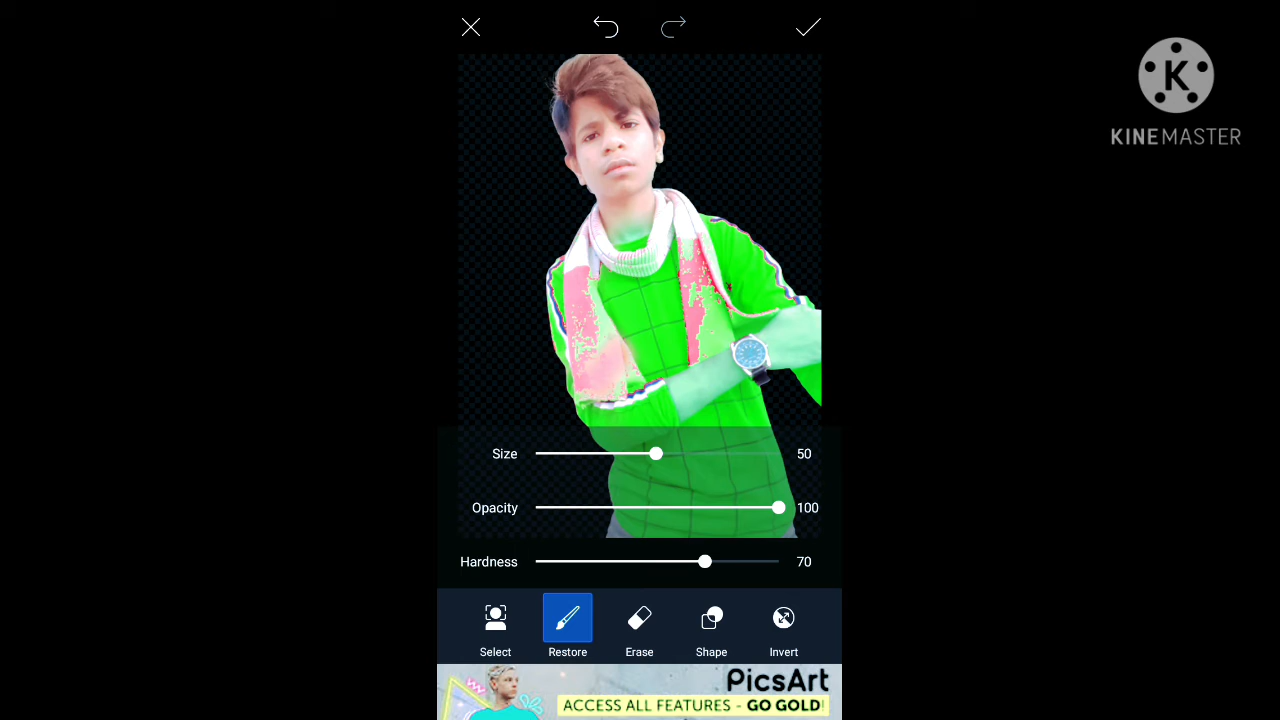 KINEMASTER
Size 50
Opacity 100
Hardness 70
Select Restore Erase Shape Invert
PicsArt
ACCESS ALL FEATURES - GO GOLD!